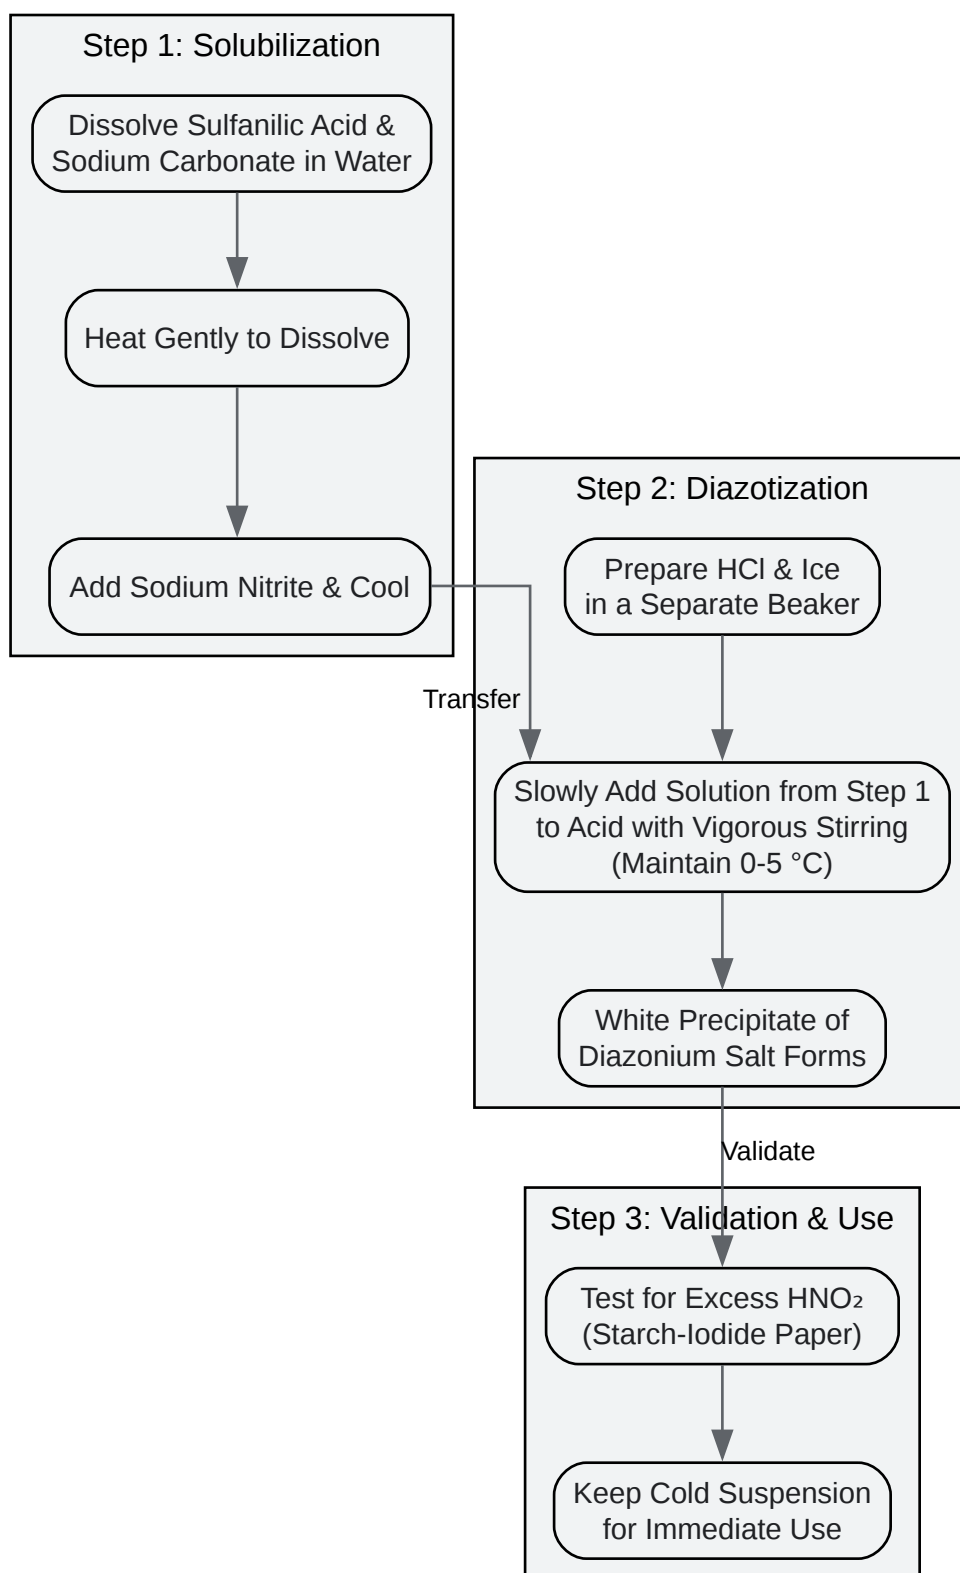 Step 1: Solubilization
Dissolve Sulfanilic Acid &
Sodium Carbonate in Water
Heat Gently to Dissolve
Add Sodium Nitrite & Cool
Transfer
Step 2: Diazotization
Prepare HCl & Ice
in a Separate Beaker
Slowly Add Solution from Step 1
to Acid with Vigorous Stirring
(Maintain 0-5 °C)
White Precipitate of
Diazonium Salt Forms
Validate
Step 3: Validation & Use
Test for Excess HNO₂
(Starch-Iodide Paper)
Keep Cold Suspension
for Immediate Use